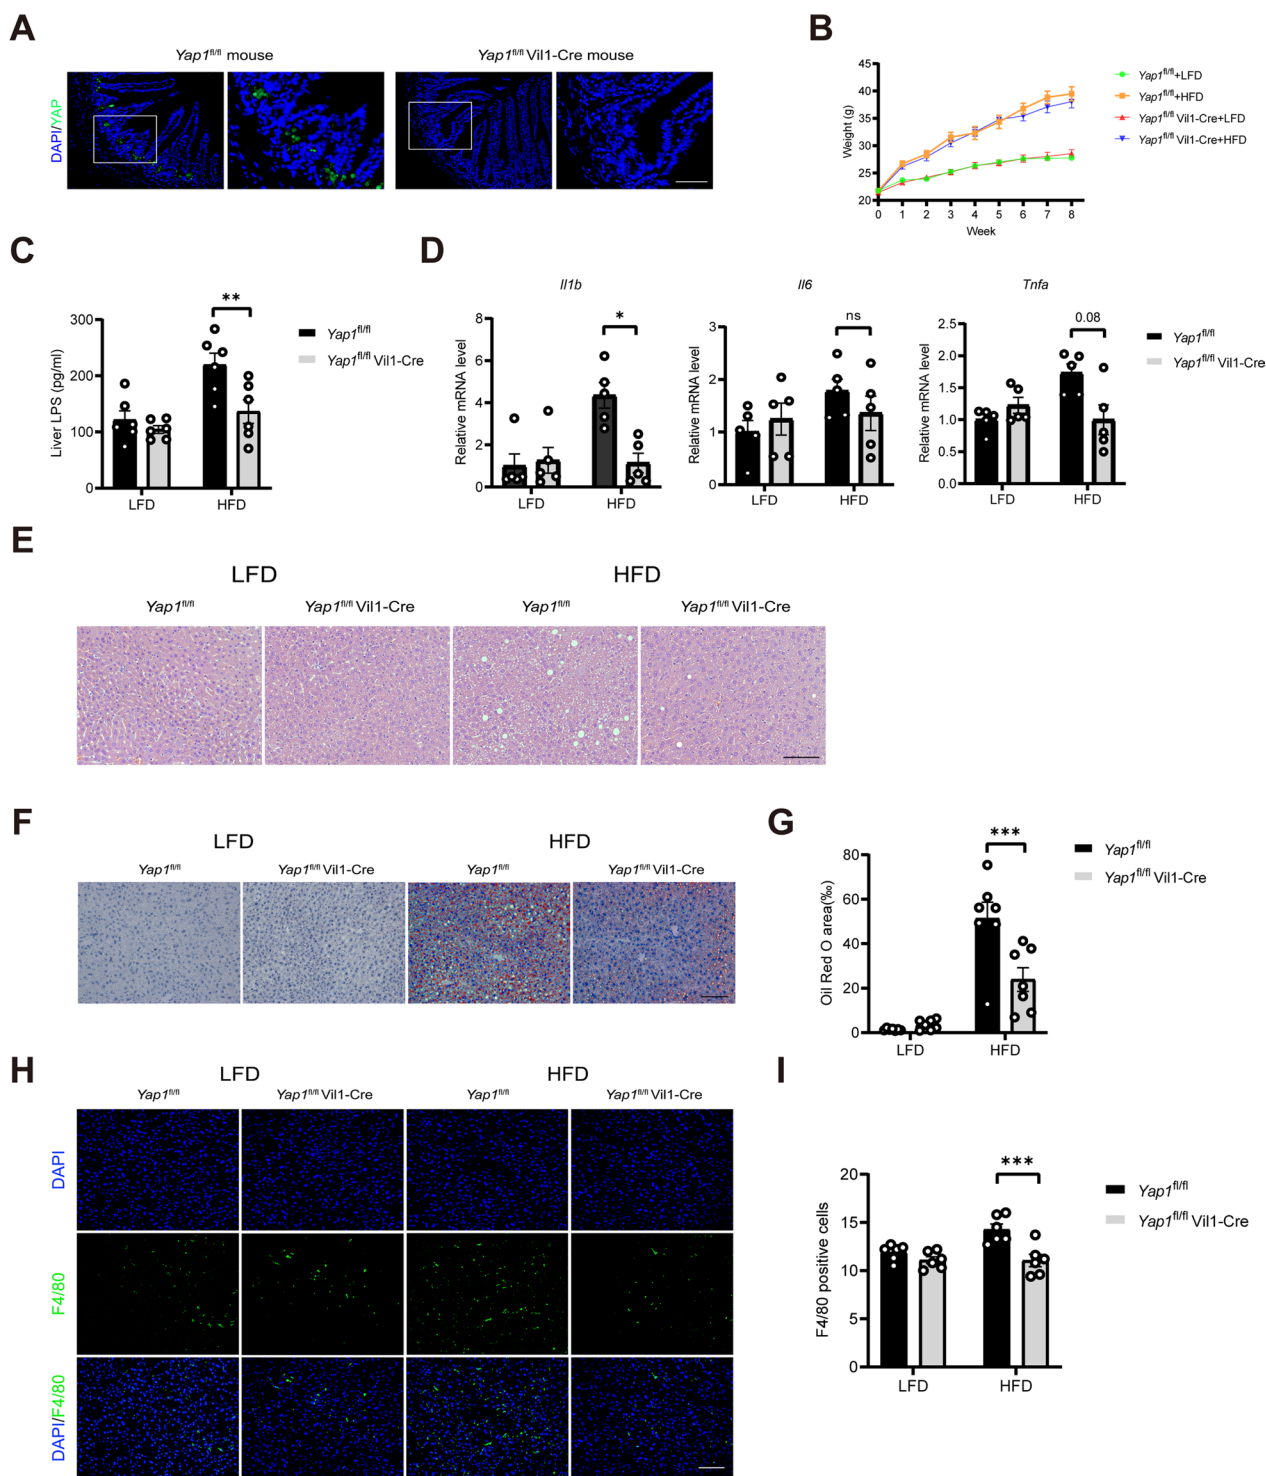 A
Yap1fl/fl mouse
Yap1fl/fl Vil1-Cre mouse
DAPI/YAP
B
Weight (g)
45
40
35
30
25
20
0 1 2 3 4 5 6 7 8
Week
Yap1fl/fl+LFD
Yap1fl/fl+HFD
Yap1fl/fl Vil1-Cre+LFD
Yap1fl/fl Vil1-Cre+HFD
C
Liver LPS (pg/ml)
300
200
100
0
**
LFD HFD
Yap1fl/fl
Yap1fl/fl Vil1-Cre
D
Il1b
Relative mRNA level
8
6
4
2
0
*
LFD HFD
Il6
Relative mRNA level
3
2
1
0
ns
LFD HFD
Tnfa
Relative mRNA level
2.5
2.0
1.5
1.0
0.5
0.0
0.08
LFD HFD
Yap1fl/fl
Yap1fl/fl Vil1-Cre
E
LFD HFD
Yap1fl/fl Yap1fl/fl Vil1-Cre Yap1fl/fl Yap1fl/fl Vil1-Cre
F
LFD HFD
Yap1fl/fl Yap1fl/fl Vil1-Cre Yap1fl/fl Yap1fl/fl Vil1-Cre
G
Oil Red O area(‰)
80
60
40
20
0
***
LFD HFD
Yap1fl/fl
Yap1fl/fl Vil1-Cre
H
LFD HFD
Yap1fl/fl Yap1fl/fl Vil1-Cre Yap1fl/fl Yap1fl/fl Vil1-Cre
DAPI
F4/80
DAPI/F4/80
I
F4/80 positive cells
20
15
10
5
0
***
LFD HFD
Yap1fl/fl
Yap1fl/fl Vil1-Cre